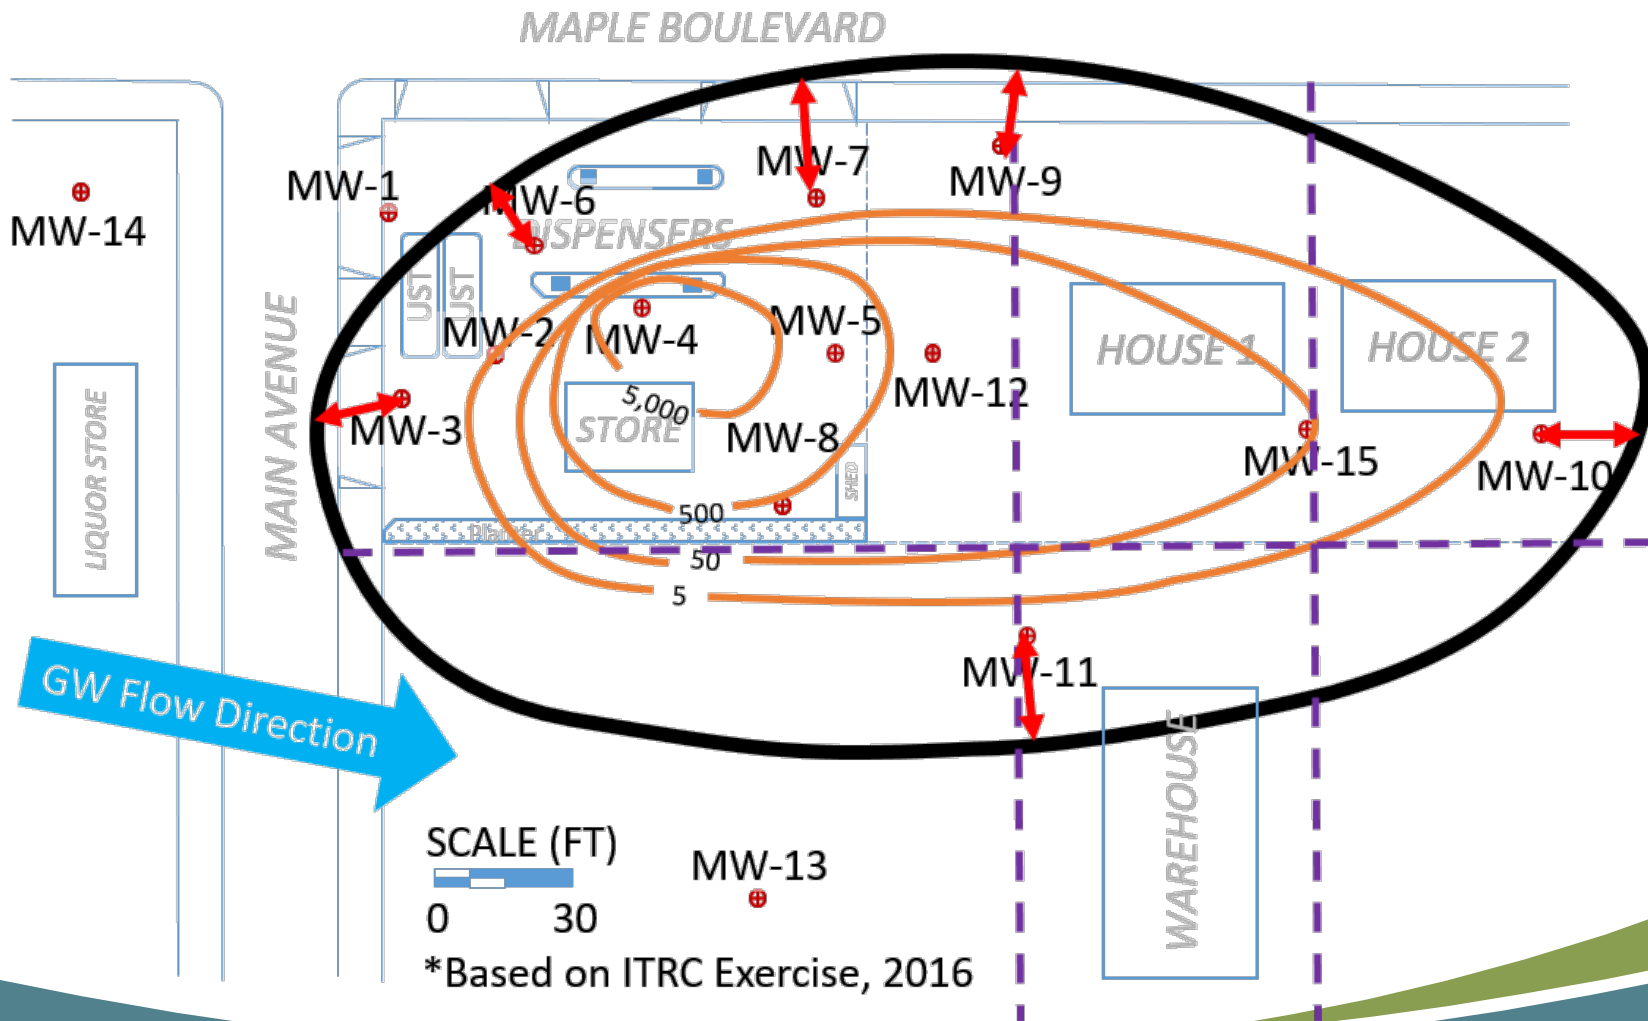 MAPLE BOULEVARD
MW-7
MW-9
MW-1
MW-6
MW-14
DISPENSERS
UST
UST
MAIN AVENUE
MW-2
MW-4
MW-5
HOUSE 1
HOUSE 2
MW-12
5,000
STORE
MW-3
MW-8
LIQUOR STORE
MW-15
MW-10
SHED
500
Planter
50
5
MW-11
GW Flow Direction
WAREHOUSE
SCALE (FT)
0 30
MW-13
*Based on ITRC Exercise, 2016